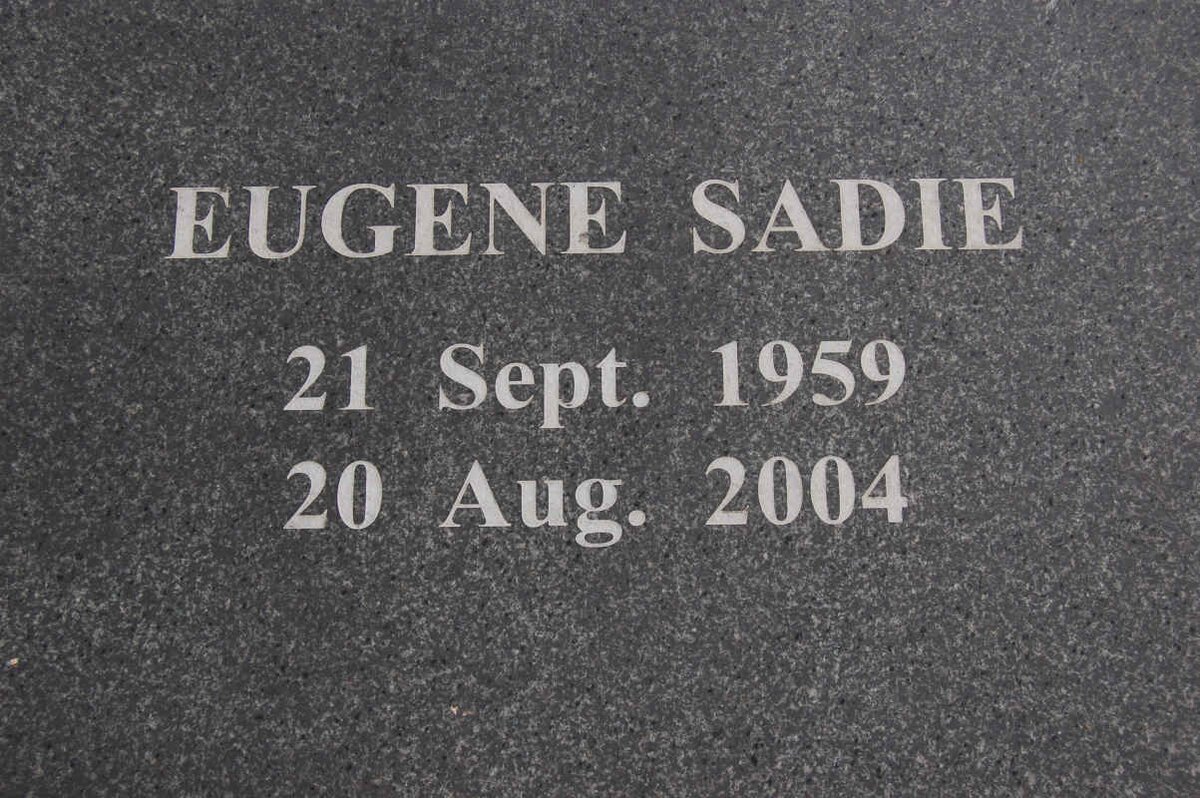 EUGENE SADIE
21 Sept. 1959
20 Aug. 2004